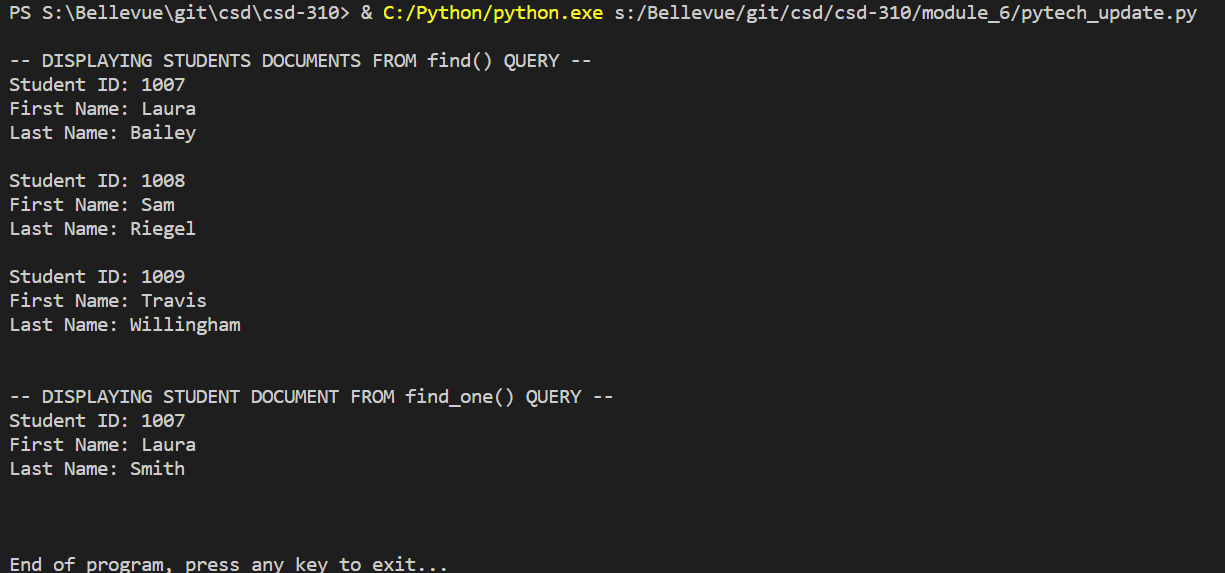 PS S:\Bellevue\git\csd\csd-310> & C:/Python/python.exe s:/Bellevue/git/csd/csd-310/module_6/pytech_update.py
-- DISPLAYING STUDENTS DOCUMENTS FROM find() QUERY --
Student ID: 1007
First Name: Laura
Last Name: Bailey
Student ID: 1008
First Name: Sam
Last Name: Riegel
Student ID: 1009
First Name: Travis
Last Name: Willingham
-- DISPLAYING STUDENT DOCUMENT FROM find_one() QUERY --
Student ID: 1007
First Name: Laura
Last Name: Smith
End of program, press any key to exit...